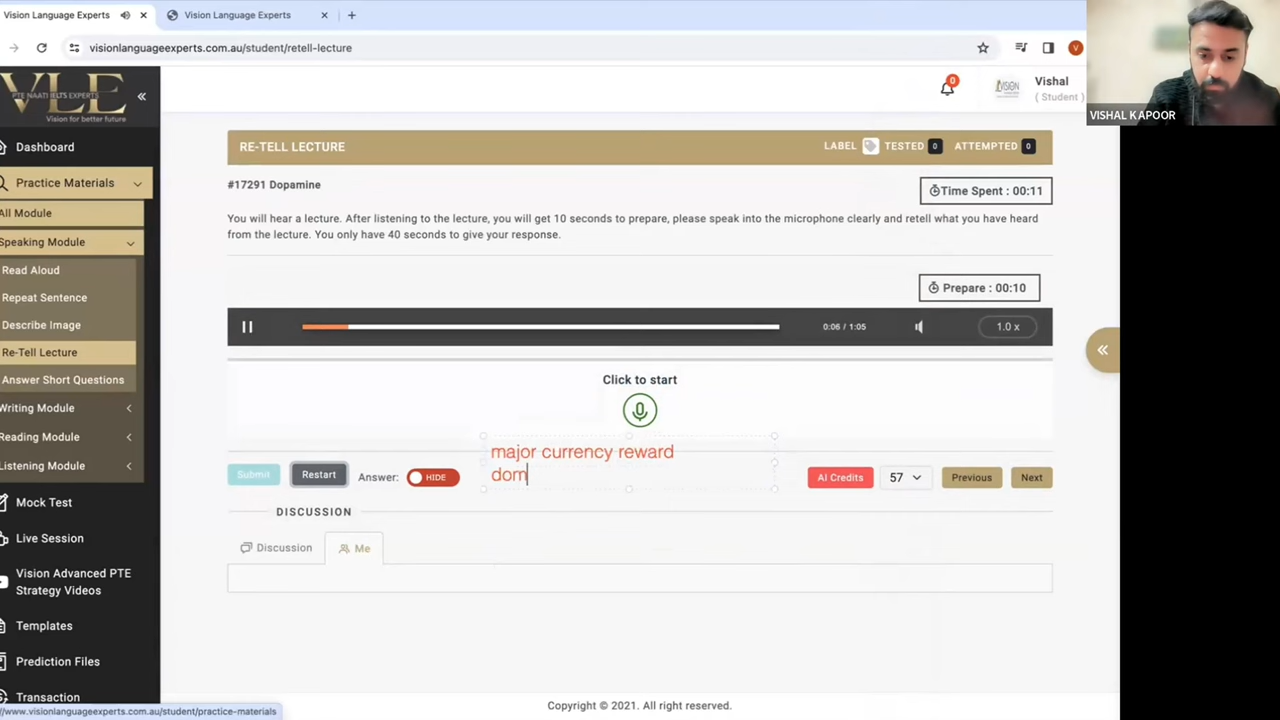 Vision Language Experts
Vision Language Experts
visionlanguageexperts.com.au/student/retell-lecture
V
VLE
PTE NAATI IELTS EXPERTS
Vision for better future
0
VISION
Vishal
( Student )
VISHAL KAPOOR
Dashboard
Practice Materials
All Module
Speaking Module
Read Aloud
Repeat Sentence
Describe Image
Re-Tell Lecture
Answer Short Questions
Writing Module
Reading Module
Listening Module
Mock Test
Live Session
Vision Advanced PTE
Strategy Videos
Templates
Prediction Files
Transaction
RE-TELL LECTURE
LABEL TESTED 0 ATTEMPTED 0
#17291 Dopamine
Time Spent : 00:11
You will hear a lecture. After listening to the lecture, you will get 10 seconds to prepare, please speak into the microphone clearly and retell what you have heard
from the lecture. You only have 40 seconds to give your response.
Prepare : 00:10
0:06 / 1:05
1.0 x
Click to start
major currency reward
dom
Submit Restart Answer: HIDE
AI Credits 57 Previous Next
DISCUSSION
Discussion Me
Copyright © 2021. All right reserved.
//www.visionlanguageexperts.com.au/student/practice-materials